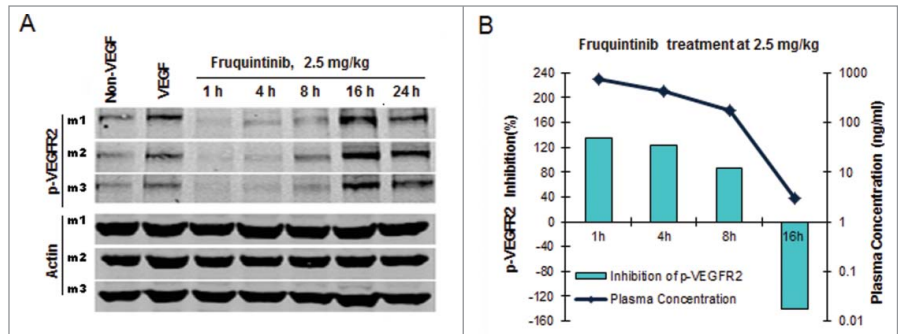 A
Non-VEGF
VEGF
Fruquintinib, 2.5 mg/kg
1 h 4 h 8 h 16 h 24 h
p-VEGFR2
m1
m2
m3
Actin
m1
m2
m3
B
Fruquintinib treatment at 2.5 mg/kg
p-VEGFR2 Inhibition(%)
240
200
160
120
80
40
0
-40
-80
-120
-160
1h 4h 8h 16h
Inhibition of p-VEGFR2
Plasma Concentration
1000
100
10
1
0.1
0.01
Plasma Concentration (ng/ml)